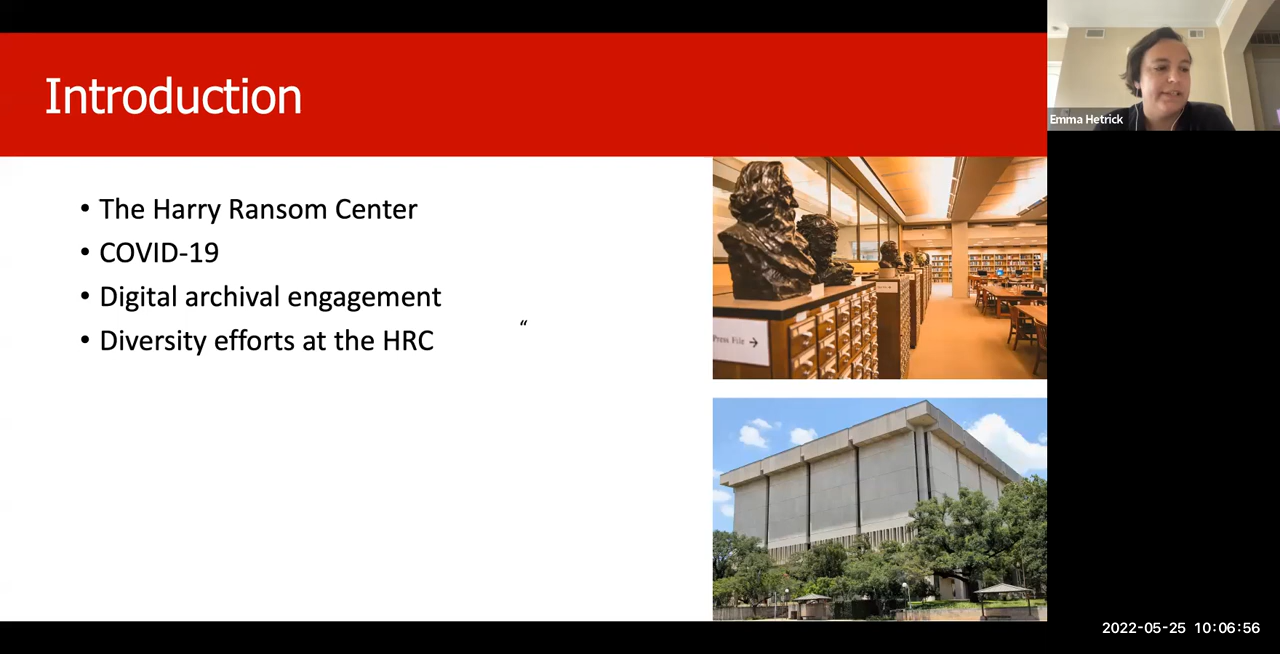 Introduction
Emma Hetrick
• The Harry Ransom Center
• COVID-19
• Digital archival engagement
• Diversity efforts at the HRC
“
Press File →
2022-05-25 10:06:56